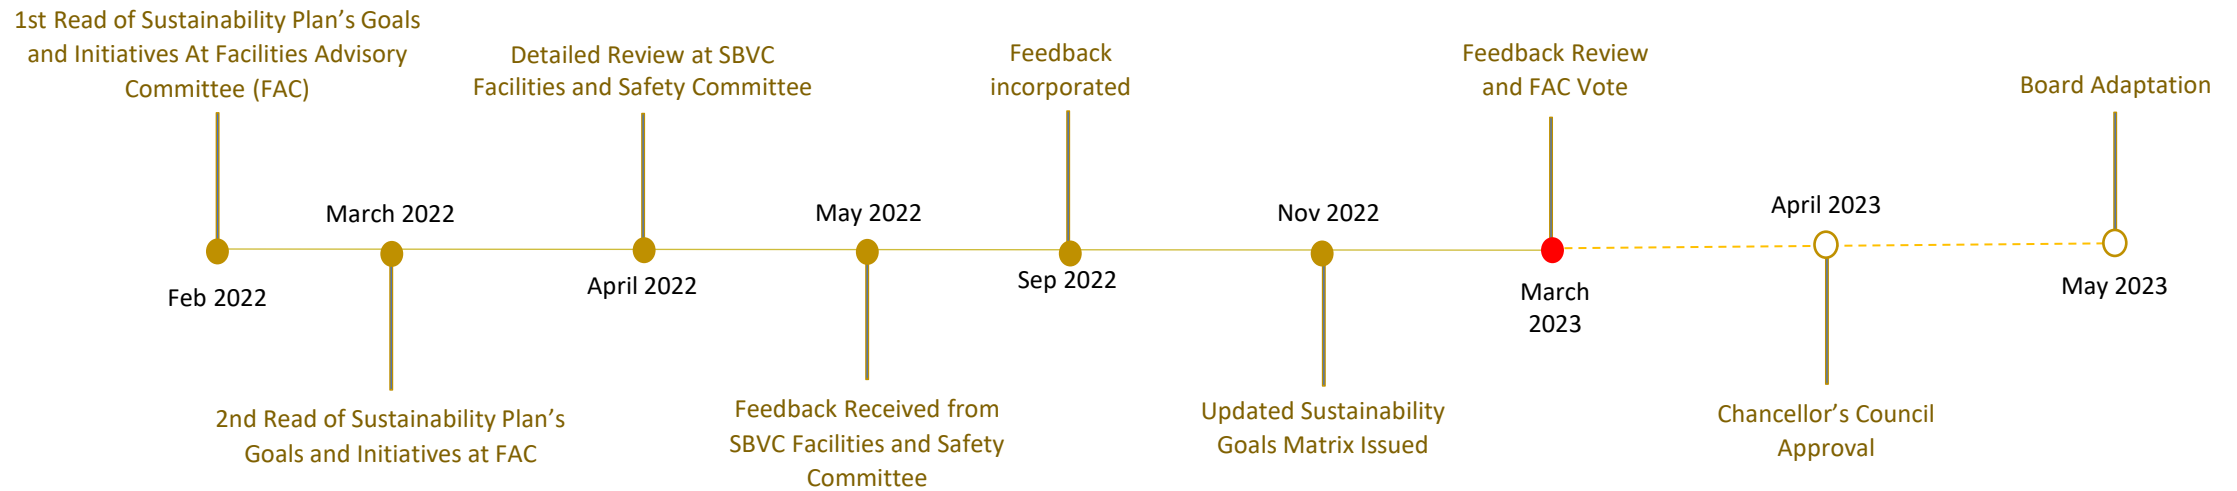 1st Read of Sustainability Plan’s Goals
and Initiatives At Facilities Advisory
Committee (FAC)
Feb 2022
March 2022
2nd Read of Sustainability Plan’s
Goals and Initiatives at FAC
Detailed Review at SBVC
Facilities and Safety Committee
April 2022
May 2022
Feedback Received from
SBVC Facilities and Safety
Committee
Feedback
incorporated
Sep 2022
Nov 2022
Updated Sustainability
Goals Matrix Issued
Feedback Review
and FAC Vote
March
2023
April 2023
Chancellor’s Council
Approval
Board Adaptation
May 2023